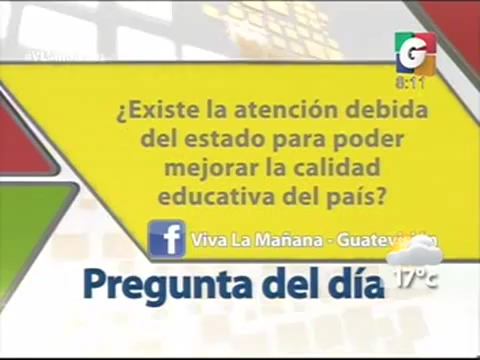 G
8:11
¿Existe la atención debida
del estado para poder
mejorar la calidad
educativa del país?
f
Viva La Mañana - Guatevisión
Pregunta del día
17°c